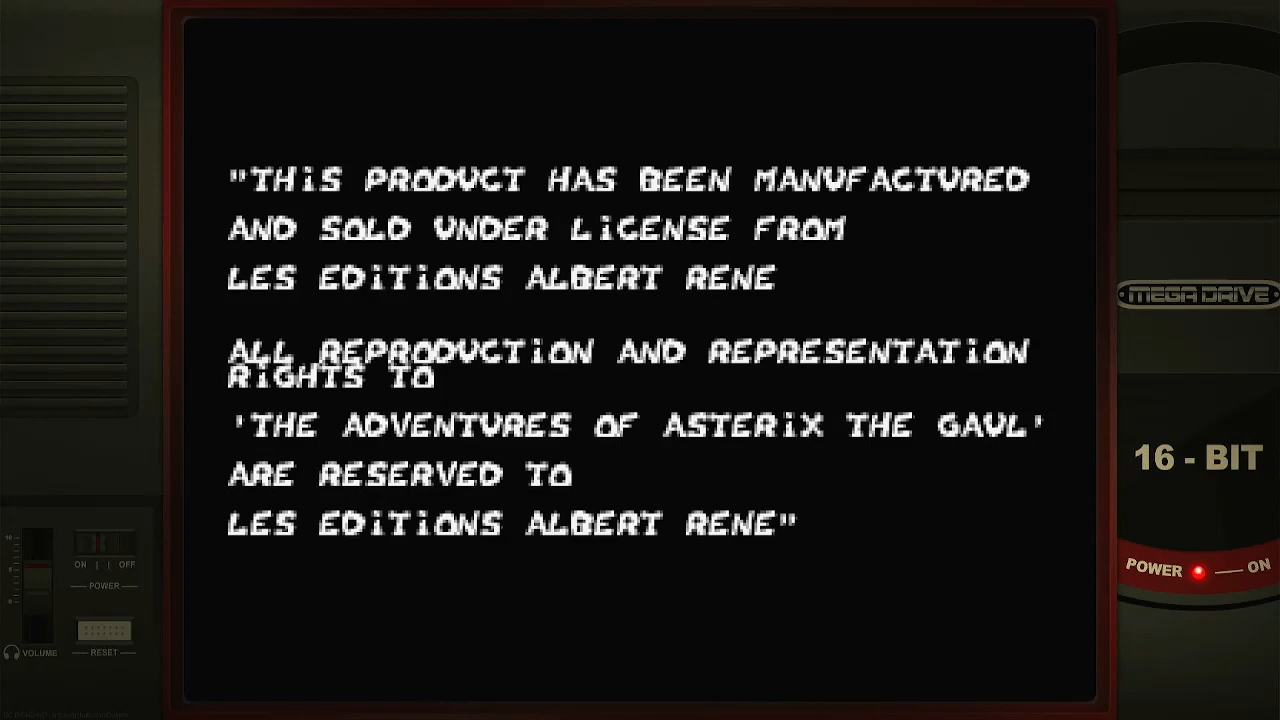 "THiS PRODUCT HAS BEEN MANUFACTURED
AND SOLD UNDER LiCENSE FROM
LES EDiTiONS ALBERT RENE
ALL REPRODUCTiON AND REPRESENTATiON
RiGHTS TO
'THE ADVENTURES OF ASTERiX THE GAUL'
ARE RESERVED TO
LES EDiTiONS ALBERT RENE"
MEGA DRIVE
16 - BIT
POWER ON
ON | | OFF
POWER
VOLUME
RESET